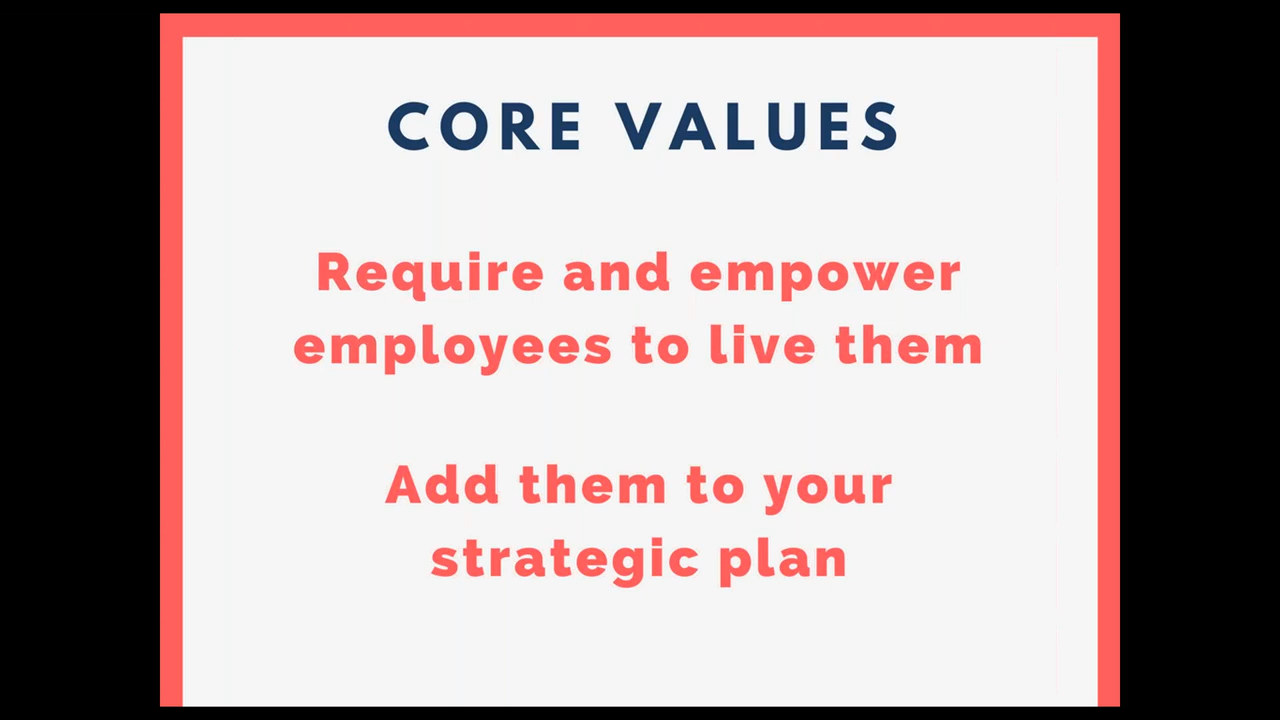 CORE VALUES
Require and empower
employees to live them
Add them to your
strategic plan